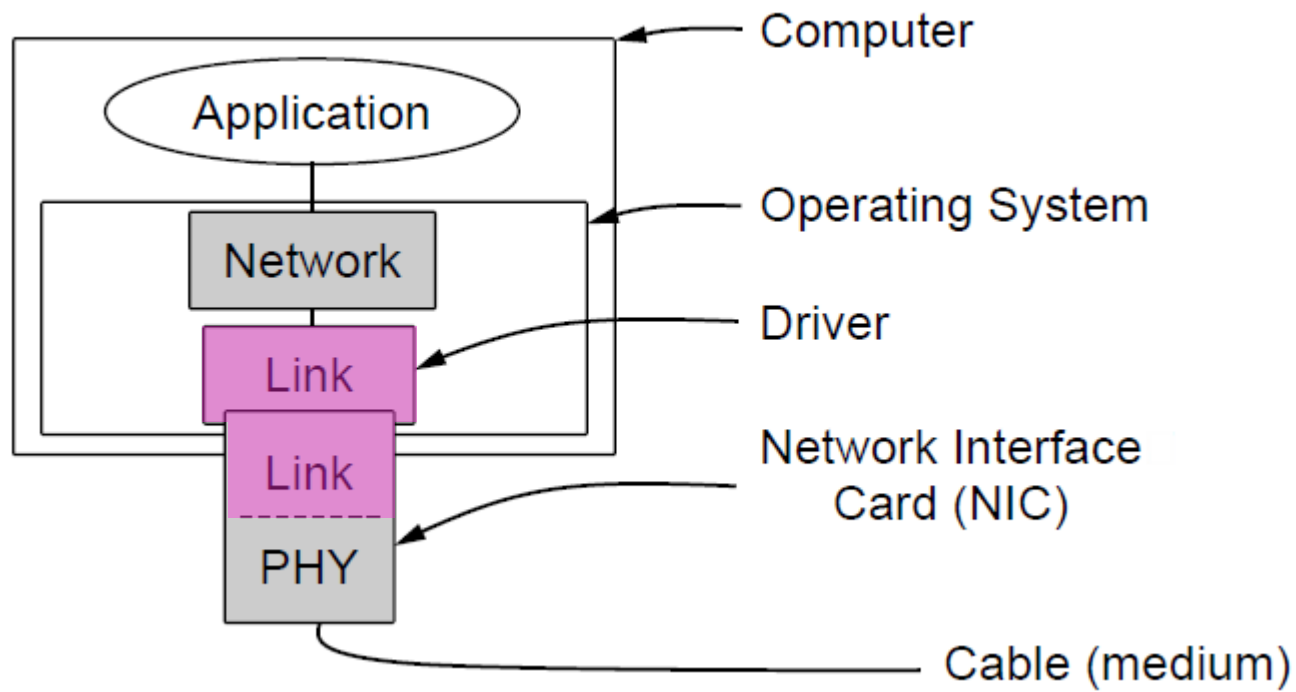 Computer
Application
Operating System
Network
Driver
Link
Network Interface
Card (NIC)
Link
PHY
Cable (medium)